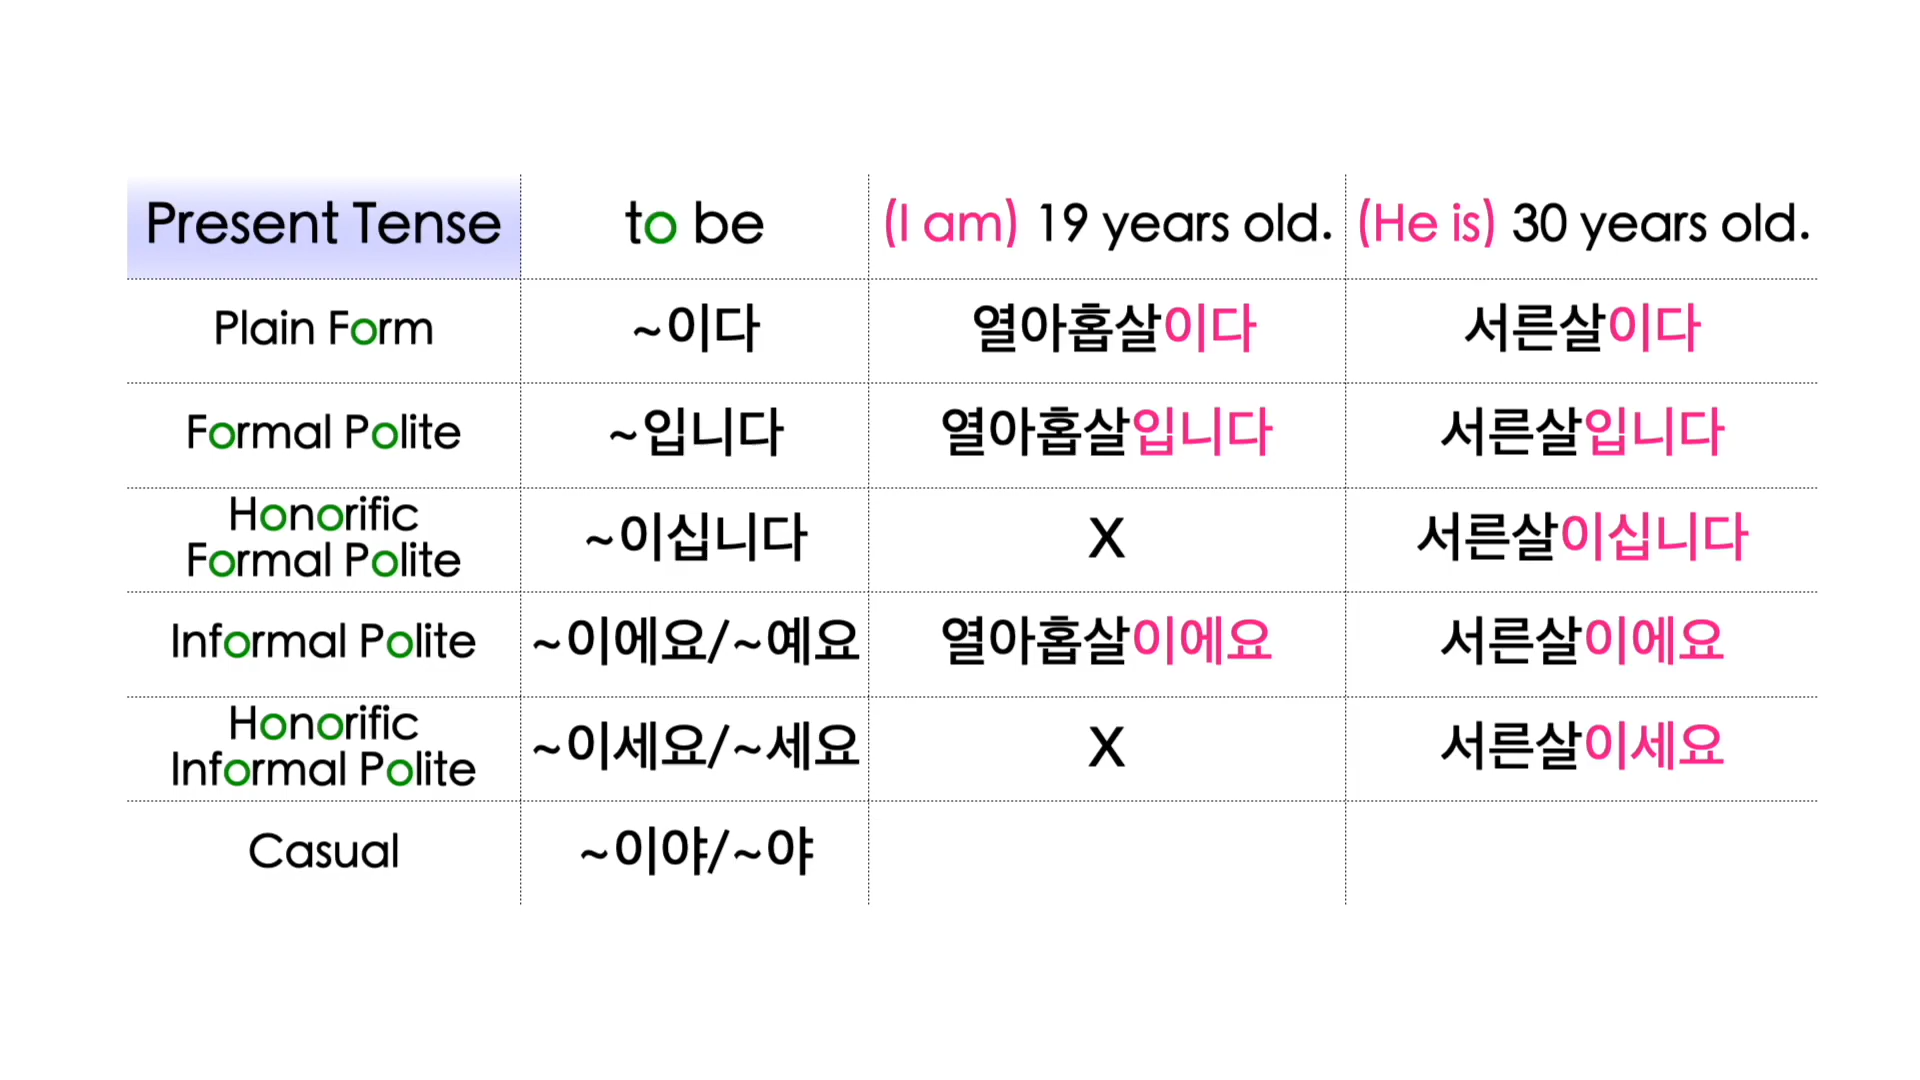 Present Tense to be (I am) 19 years old. (He is) 30 years old.
Plain Form ~이다 열아홉살이다 서른살이다
Formal Polite ~입니다 열아홉살입니다 서른살입니다
Honorific
Formal Polite ~이십니다 X 서른살이십니다
Informal Polite ~이에요/~예요 열아홉살이에요 서른살이에요
Honorific
Informal Polite ~이세요/~세요 X 서른살이세요
Casual ~이야/~야